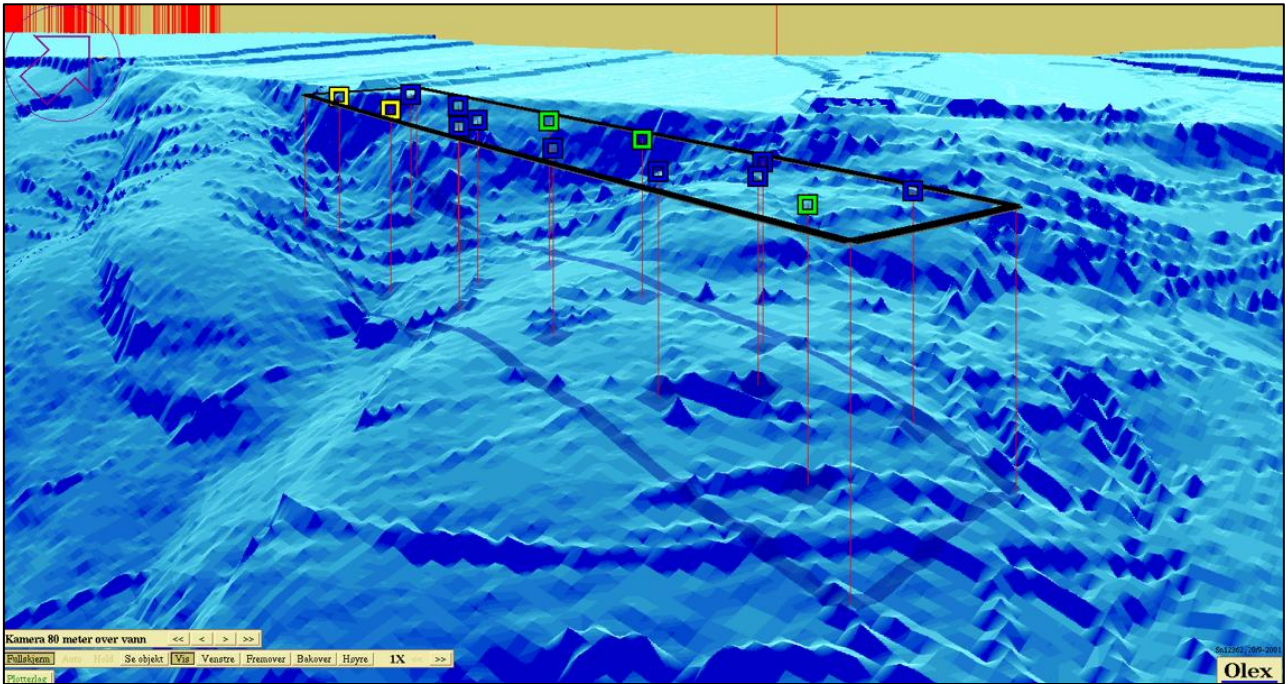 Kamera 80 meter over vann << < > >>
Fullskjerm Auto Hold Se objekt Vis Venstre Fremover Bakover Høyre 1X << >>
Plotterlag
Olex